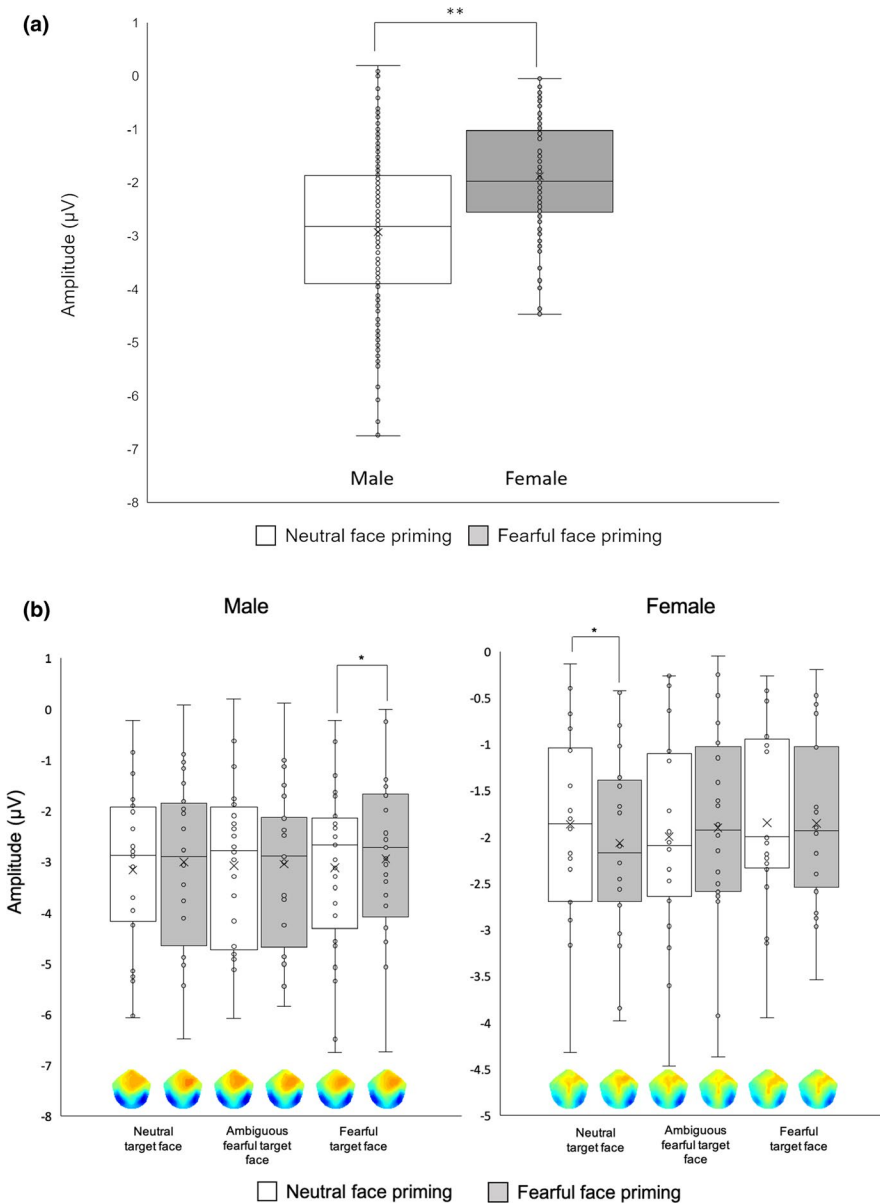 (a)
**
1
0
-1
-2
-3
-4
-5
-6
-7
-8
Amplitude (µV)
Male Female
Neutral face priming Fearful face priming
(b)
Male Female
*
*
1
0
-1
-2
-3
-4
-5
-6
-7
-8
Amplitude (µV)
0
-0.5
-1
-1.5
-2
-2.5
-3
-3.5
-4
-4.5
-5
Neutral
target face
Ambiguous
fearful target
face
Fearful
target face
Neutral
target face
Ambiguous
fearful target
face
Fearful
target face
Neutral face priming Fearful face priming